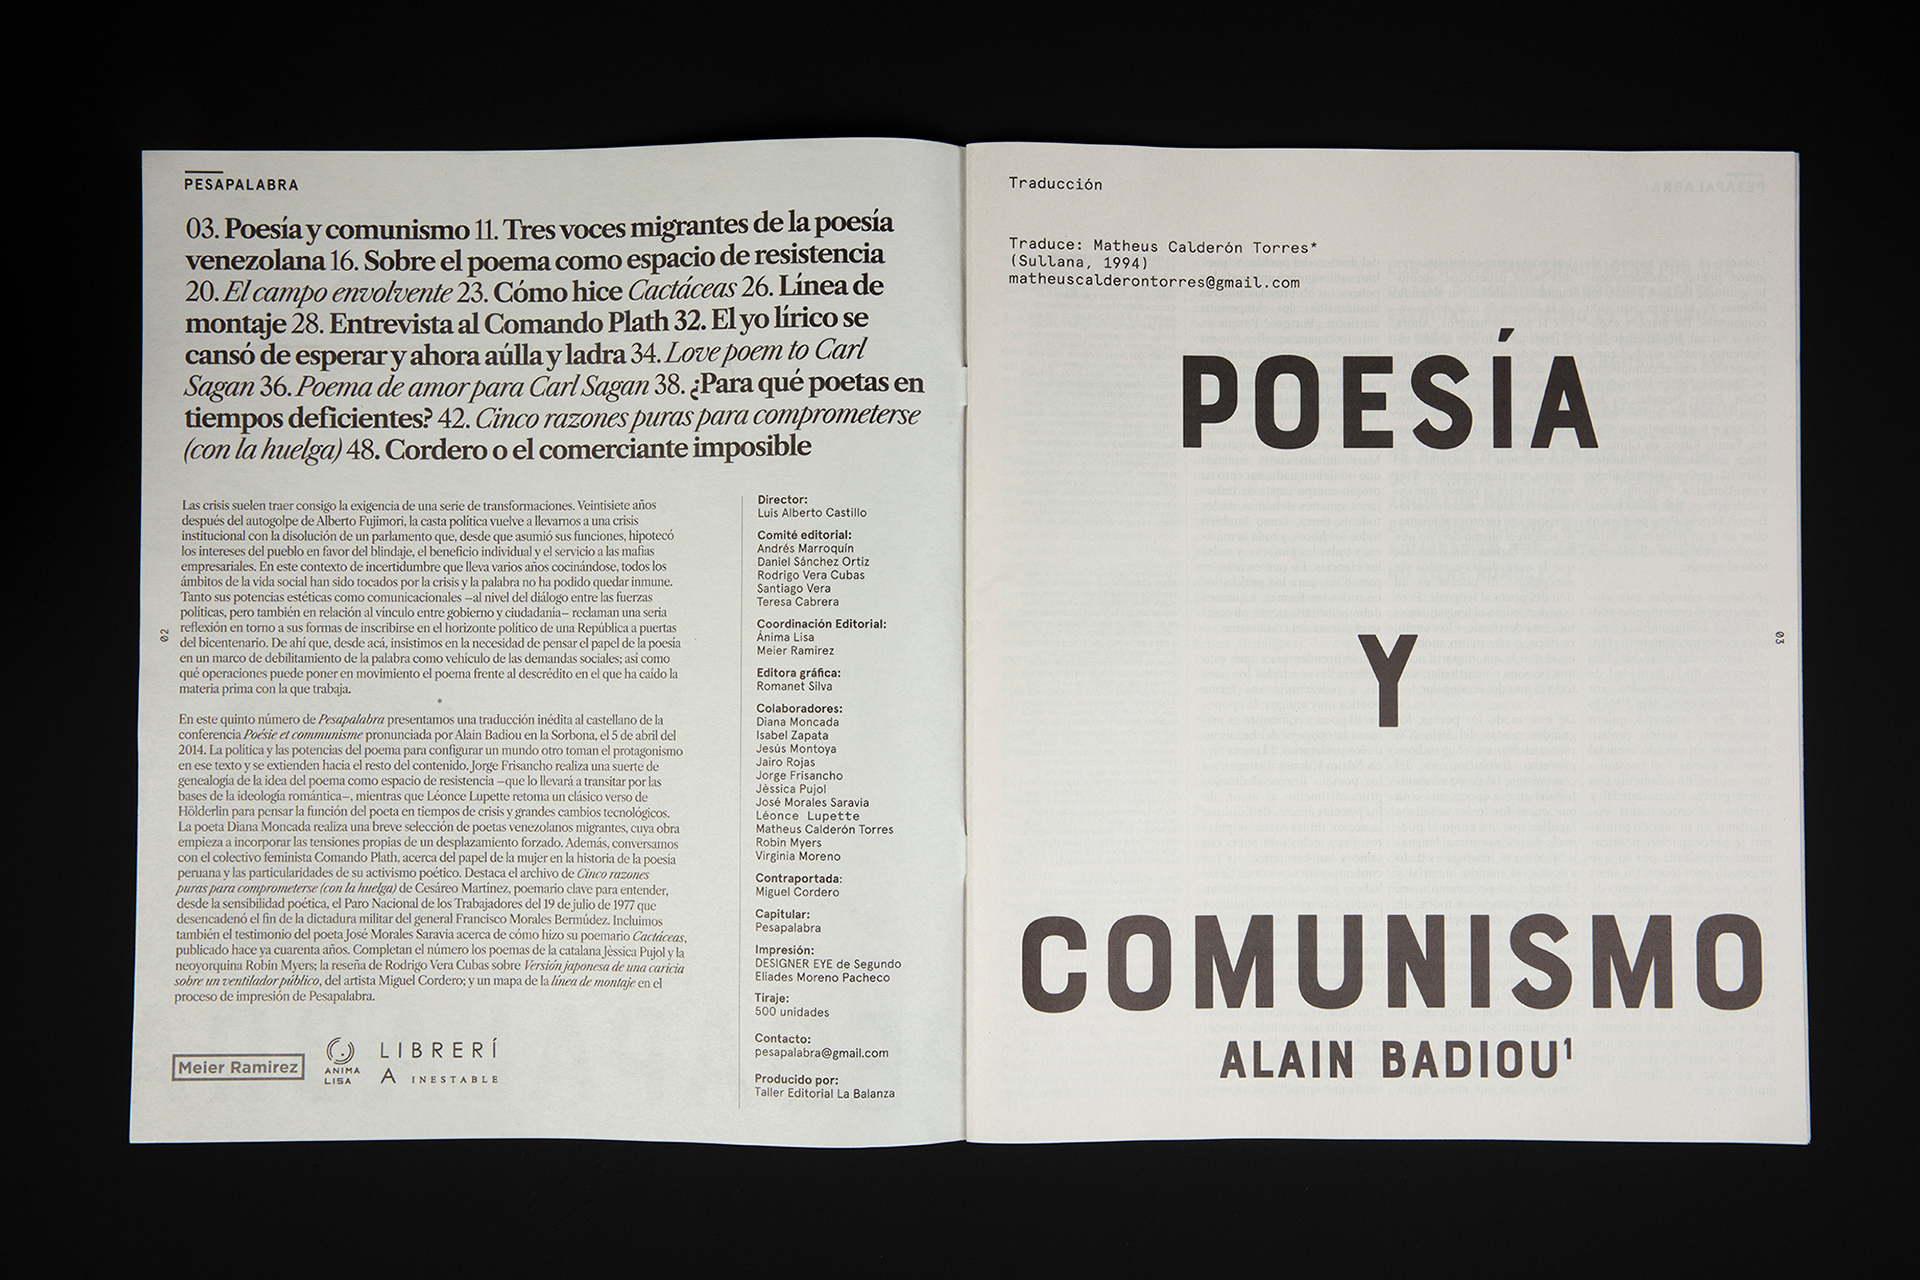 PESAPALABRA
03. Poesía y comunismo 11. Tres voces migrantes de la poesía
venezolana 16. Sobre el poema como espacio de resistencia
20. El campo envolvente 23. Cómo hice Cactáceas 26. Línea de
montaje 28. Entrevista al Comando Plath 32. El yo lírico se
cansó de esperar y ahora aúlla y ladra 34. Love poem to Carl
Sagan 36. Poema de amor para Carl Sagan 38. ¿Para qué poetas en
tiempos deficientes? 42. Cinco razones puras para comprometerse
(con la huelga) 48. Cordero o el comerciante imposible
Las crisis suelen traer consigo la exigencia de una serie de transformaciones. Veintisiete años
después del autogolpe de Alberto Fujimori, la casta política vuelve a llevarnos a una crisis
institucional con la disolución de un parlamento que, desde que asumió sus funciones, hipotecó
los intereses del pueblo en favor del blindaje, el beneficio individual y el servicio a las mafias
empresariales. En este contexto de incertidumbre que lleva varios años cocinándose, todos los
ámbitos de la vida social han sido tocados por la crisis y la palabra no ha podido quedar inmune.
Tanto sus potencias estéticas como comunicacionales –al nivel del diálogo entre las fuerzas
políticas, pero también en relación al vínculo entre gobierno y ciudadanía– reclaman una seria
reflexión en torno a sus formas de inscribirse en el horizonte político de una República a puertas
del bicentenario. De ahí que, desde acá, insistimos en la necesidad de pensar el papel de la poesía
en un marco de debilitamiento de la palabra como vehículo de las demandas sociales; así como
qué operaciones puede poner en movimiento el poema frente al descrédito en el que ha caído la
materia prima con la que trabaja.
*
En este quinto número de Pesapalabra presentamos una traducción inédita al castellano de la
conferencia Poésie et communisme pronunciada por Alain Badiou en la Sorbona, el 5 de abril del
2014. La política y las potencias del poema para configurar un mundo otro toman el protagonismo
en ese texto y se extienden hacia el resto del contenido. Jorge Frisancho realiza una suerte de
genealogía de la idea del poema como espacio de resistencia –que lo llevará a transitar por las
bases de la ideología romántica–, mientras que Léonce Lupette retoma un clásico verso de
Hölderlin para pensar la función del poeta en tiempos de crisis y grandes cambios tecnológicos.
La poeta Diana Moncada realiza una breve selección de poetas venezolanos migrantes, cuya obra
empieza a incorporar las tensiones propias de un desplazamiento forzado. Además, conversamos
con el colectivo feminista Comando Plath, acerca del papel de la mujer en la historia de la poesía
peruana y las particularidades de su activismo poético. Destaca el archivo de Cinco razones
puras para comprometerse (con la huelga) de Cesáreo Martínez, poemario clave para entender,
desde la sensibilidad poética, el Paro Nacional de los Trabajadores del 19 de julio de 1977 que
desencadenó el fin de la dictadura militar del general Francisco Morales Bermúdez. Incluimos
también el testimonio del poeta José Morales Saravia acerca de cómo hizo su poemario Cactáceas,
publicado hace ya cuarenta años. Completan el número los poemas de la catalana Jèssica Pujol y la
neoyorquina Robin Myers; la reseña de Rodrigo Vera Cubas sobre Versión japonesa de una caricia
sobre un ventilador público, del artista Miguel Cordero; y un mapa de la línea de montaje en el
proceso de impresión de Pesapalabra.
02
Meier Ramirez
ANIMA
LISA
LIBRERÍ
A INESTABLE
Director:
Luis Alberto Castillo
Comité editorial:
Andrés Marroquín
Daniel Sánchez Ortiz
Rodrigo Vera Cubas
Santiago Vera
Teresa Cabrera
Coordinación Editorial:
Ánima Lisa
Meier Ramirez
Editora gráfica:
Romanet Silva
Colaboradores:
Diana Moncada
Isabel Zapata
Jesús Montoya
Jairo Rojas
Jorge Frisancho
Jèssica Pujol
José Morales Saravia
Léonce Lupette
Matheus Calderón Torres
Robin Myers
Virginia Moreno
Contraportada:
Miguel Cordero
Capitular:
Pesapalabra
Impresión:
DESIGNER EYE de Segundo
Eliades Moreno Pacheco
Tiraje:
500 unidades
Contacto:
pesapalabra@gmail.com
Producido por:
Taller Editorial La Balanza
Traducción
Traduce: Matheus Calderón Torres*
(Sullana, 1994)
matheuscalderontorres@gmail.com
POESÍA
Y
COMUNISMO
ALAIN BADIOU¹
03